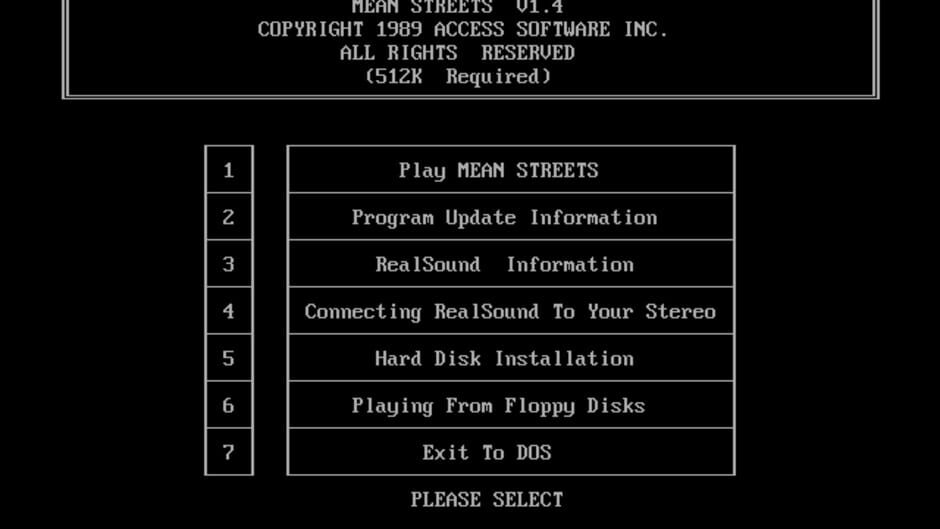 MEAN STREETS V1.4
COPYRIGHT 1989 ACCESS SOFTWARE INC.
ALL RIGHTS RESERVED
(512K Required)
1 Play MEAN STREETS
2 Program Update Information
3 RealSound Information
4 Connecting RealSound To Your Stereo
5 Hard Disk Installation
6 Playing From Floppy Disks
7 Exit To DOS
PLEASE SELECT